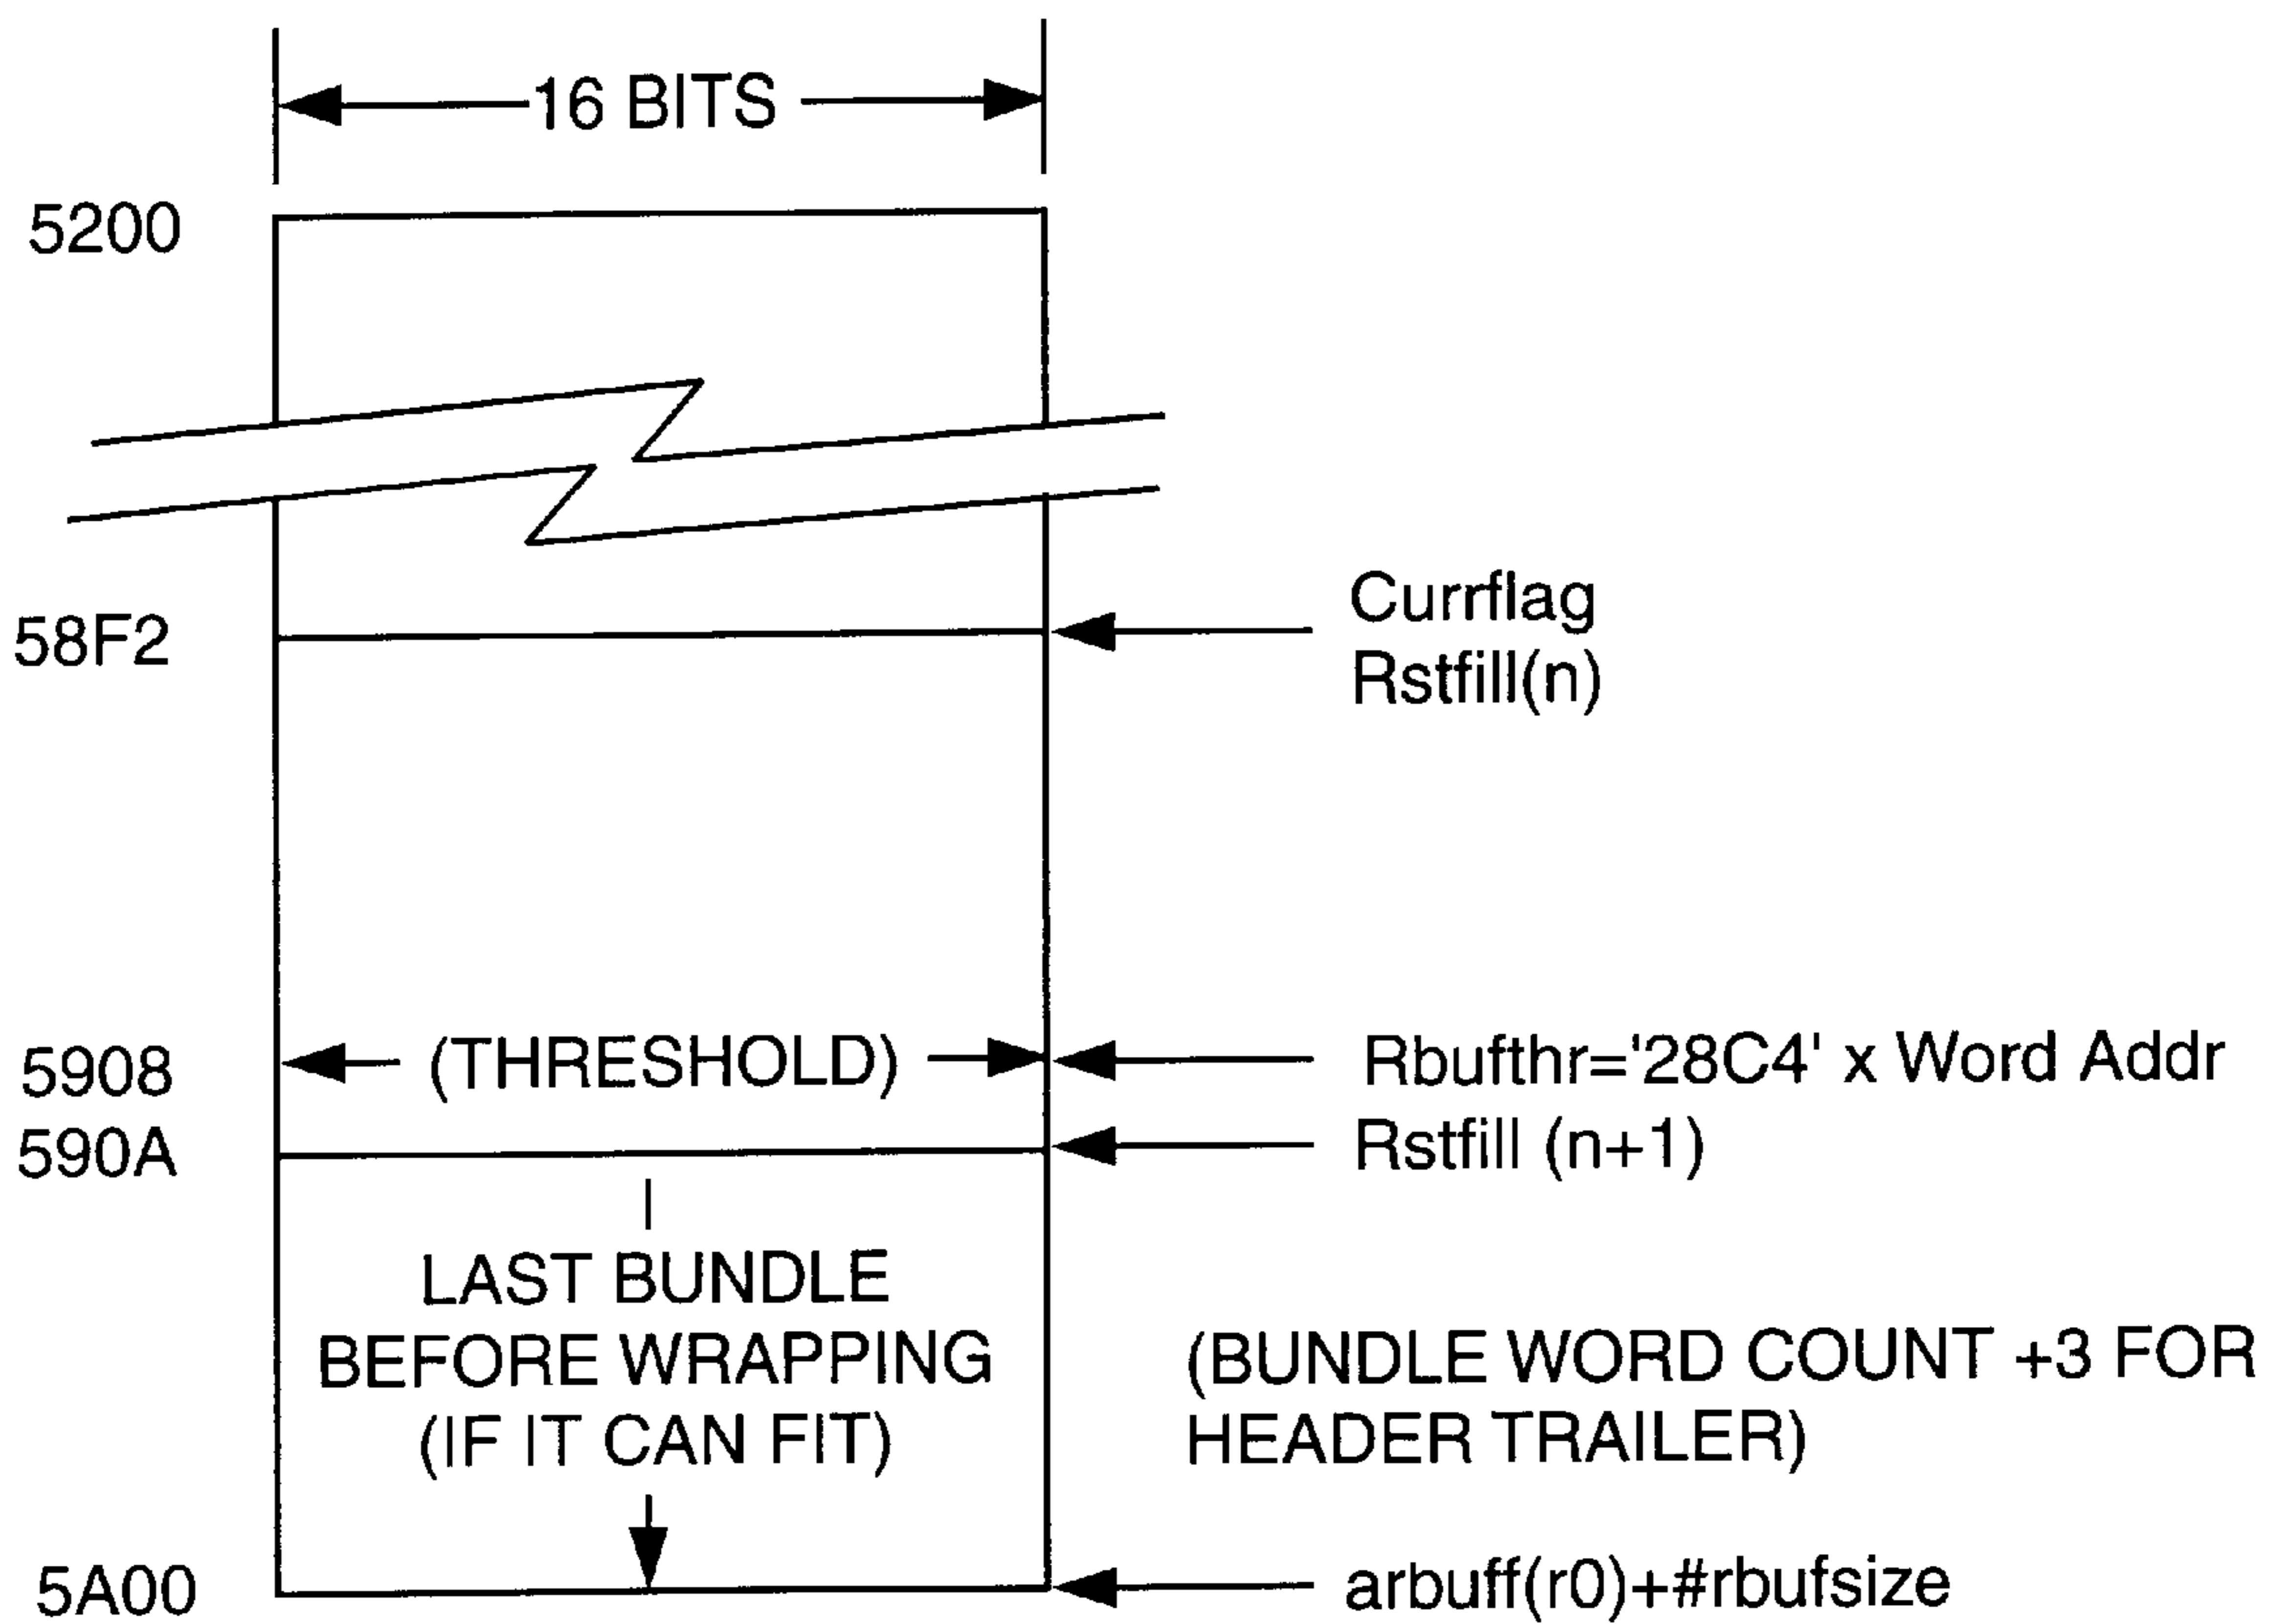 16 BITS
5200
58F2
Currflag
Rstfill(n)
5908
(THRESHOLD)
Rbufthr='28C4' x Word Addr
590A
Rstfill (n+1)
LAST BUNDLE
BEFORE WRAPPING
(IF IT CAN FIT)
(BUNDLE WORD COUNT +3 FOR
HEADER TRAILER)
5A00
arbuff(r0)+#rbufsize